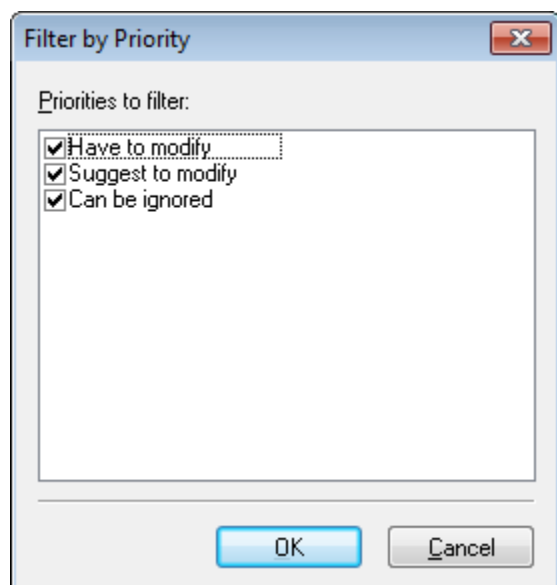 Filter by Priority
Priorities to filter:
Have to modify
Suggest to modify
Can be ignored
OK
Cancel